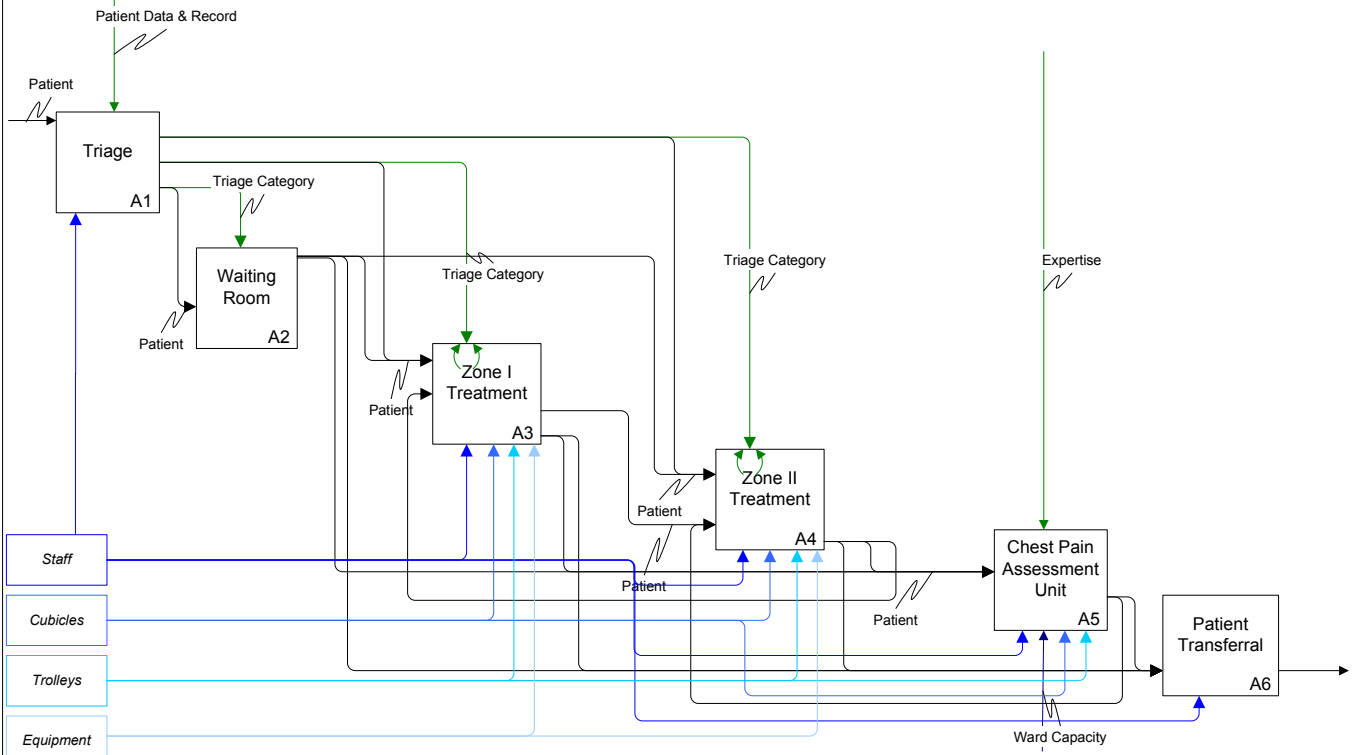 Patient Data & Record
Patient
Triage
A1
Triage Category
Waiting
Room
A2
Patient
Triage Category
Triage Category
Expertise
Zone I
Treatment
A3
Patient
Zone II
Treatment
A4
Patient
Patient
Chest Pain
Assessment
Unit
A5
Patient
Patient
Transferral
A6
Staff
Cubicles
Trolleys
Equipment
Ward Capacity